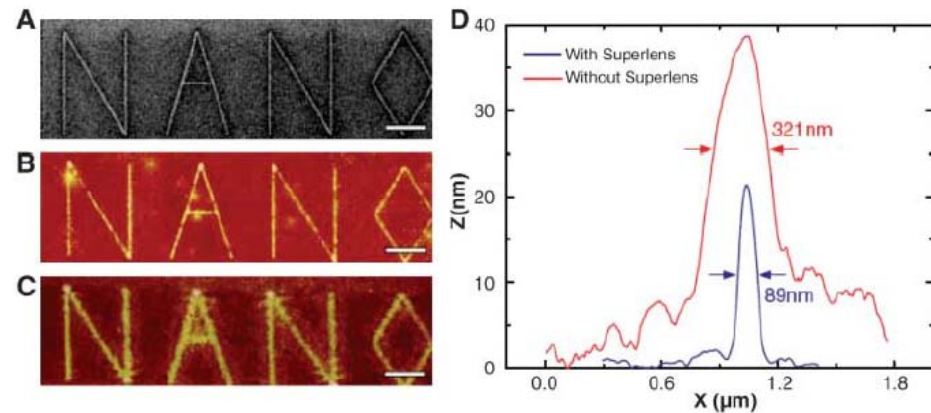 A
NANO
B
NANO
C
NANO
D
40
30
20
10
0
Z(nm)
With Superlens
Without Superlens
321nm
89nm
0.0 0.6 1.2 1.8
X (μm)